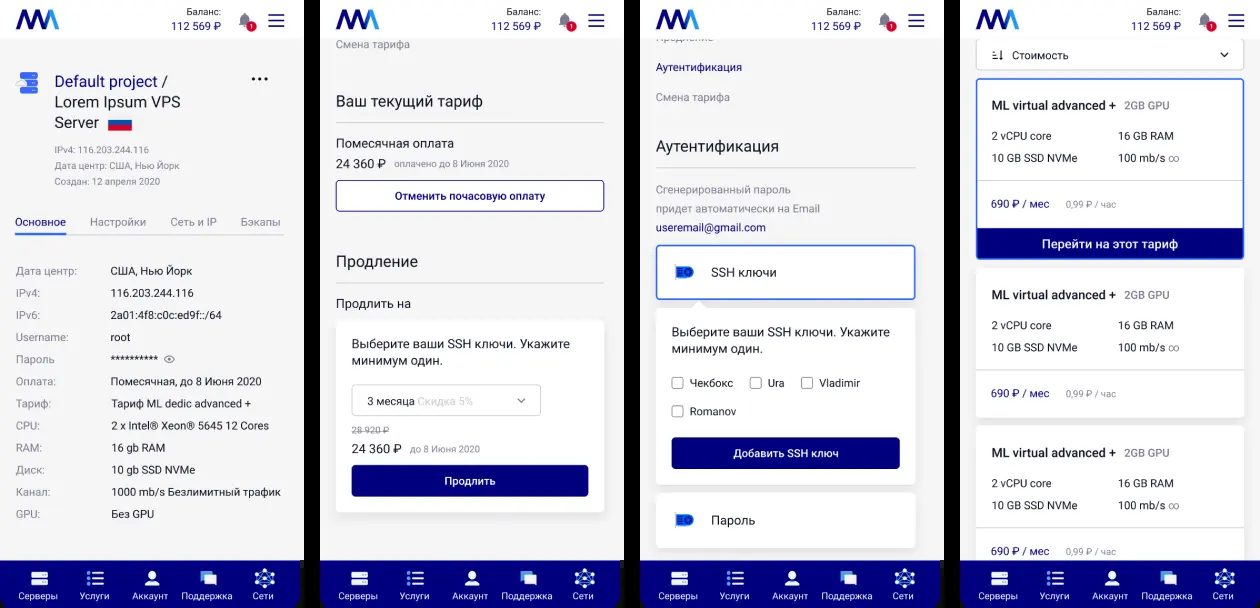 Баланс:
112 569 ₽
1
Default project /
Lorem Ipsum VPS
Server
IPv4: 116.203.244.116
Дата центр: США, Нью Йорк
Создан: 12 апреля 2020
Основное Настройки Сеть и IP Бэкапы
Дата центр: США, Нью Йорк
IPv4: 116.203.244.116
IPv6: 2a01:4f8:c0c:ed9f::/64
Username: root
Пароль **********
Оплата: Помесячная, до 8 Июня 2020
Тариф: Тариф ML dedic advanced +
CPU: 2 x Intel® Xeon® 5645 12 Cores
RAM: 16 gb RAM
Диск: 10 gb SSD NVMe
Канал: 1000 mb/s Безлимитный трафик
GPU: Без GPU
Серверы Услуги Аккаунт Поддержка Сети
Баланс:
112 569 ₽
1
Смена тарифа
Ваш текущий тариф
Помесячная оплата
24 360 ₽ оплачено до 8 Июня 2020
Отменить почасовую оплату
Продление
Продлить на
Выберите ваши SSH ключи. Укажите
минимум один.
3 месяца Скидка 5%
28 920 ₽
24 360 ₽ до 8 Июня 2020
Продлить
Серверы Услуги Аккаунт Поддержка Сети
Баланс:
112 569 ₽
1
Продление
Аутентификация
Смена тарифа
Аутентификация
Сгенерированный пароль
придет автоматически на Email
useremail@gmail.com
SSH ключи
Выберите ваши SSH ключи. Укажите
минимум один.
Чекбокс Ura Vladimir
Romanov
Добавить SSH ключ
Пароль
Серверы Услуги Аккаунт Поддержка Сети
Баланс:
112 569 ₽
1
Стоимость
ML virtual advanced + 2GB GPU
2 vCPU core 16 GB RAM
10 GB SSD NVMe 100 mb/s ∞
690 ₽ / мес 0,99 ₽ / час
Перейти на этот тариф
ML virtual advanced + 2GB GPU
2 vCPU core 16 GB RAM
10 GB SSD NVMe 100 mb/s ∞
690 ₽ / мес 0,99 ₽ / час
ML virtual advanced + 2GB GPU
2 vCPU core 16 GB RAM
10 GB SSD NVMe 100 mb/s ∞
690 ₽ / мес 0,99 ₽ / час
Серверы Услуги Аккаунт Поддержка Сети